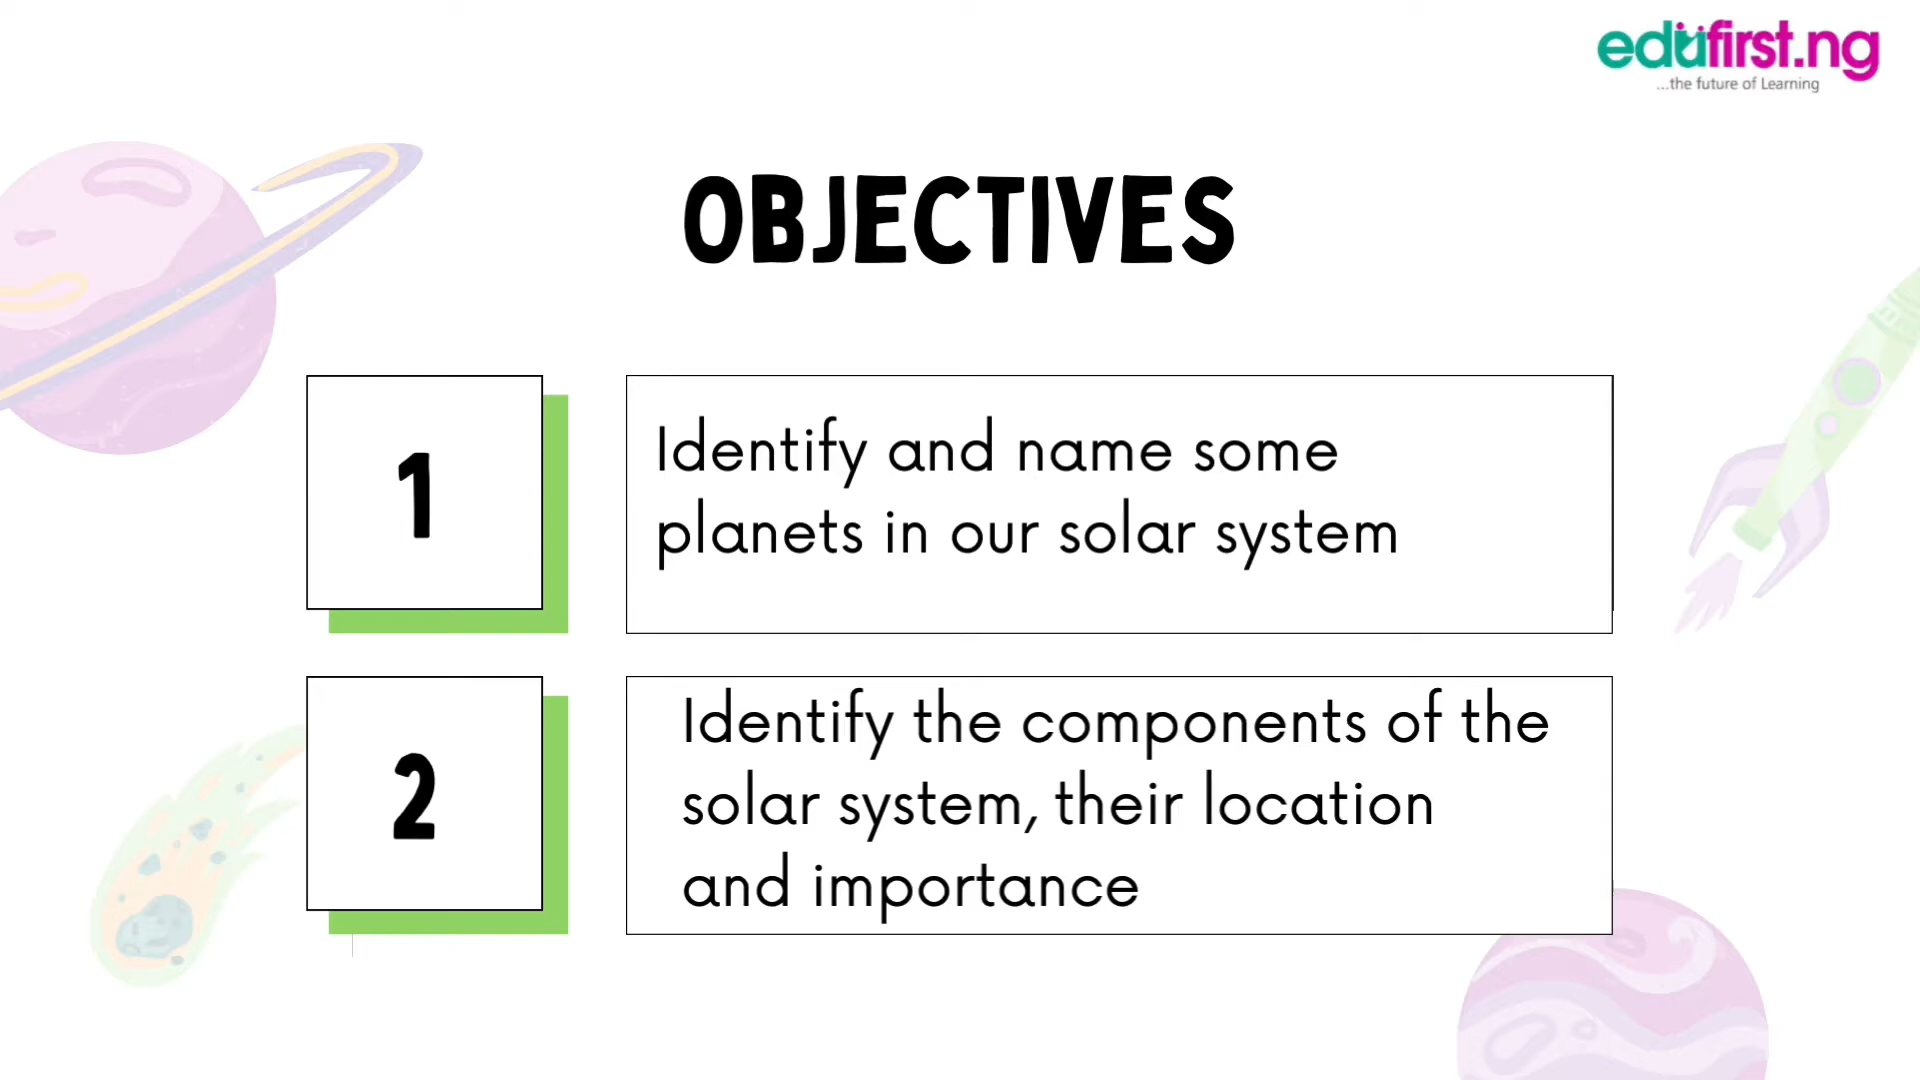 edufirst.ng
...the future of Learning
OBJECTIVES
1
Identify and name some
planets in our solar system
2
Identify the components of the
solar system, their location
and importance